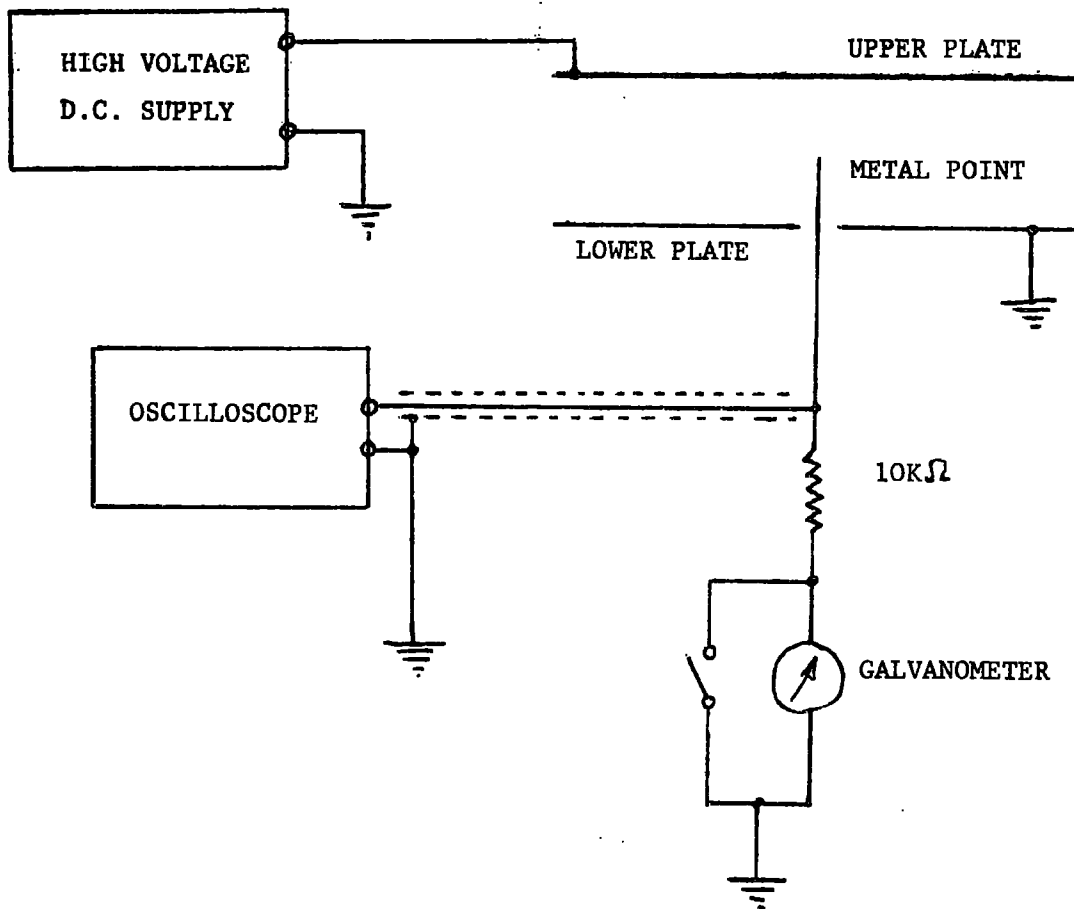 HIGH VOLTAGE
D.C. SUPPLY
UPPER PLATE
METAL POINT
LOWER PLATE
OSCILLOSCOPE
10KΩ
GALVANOMETER